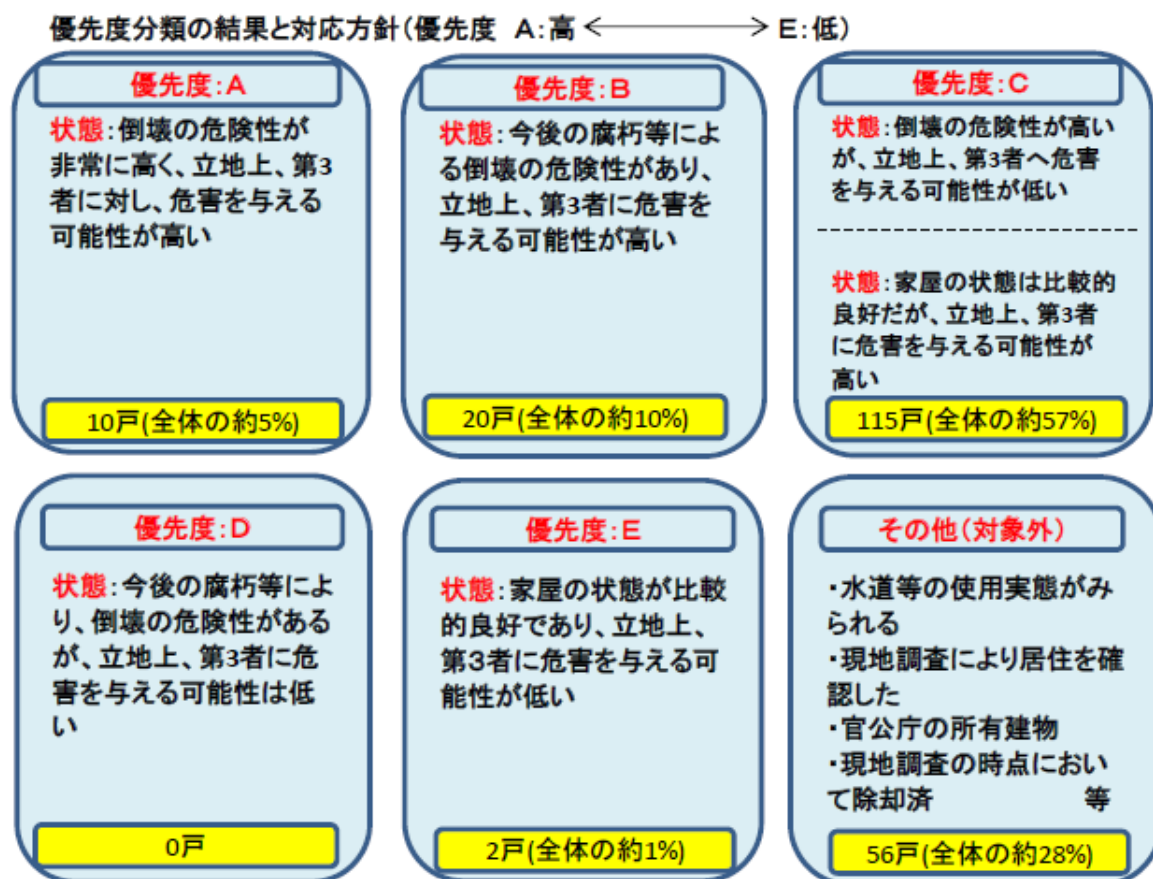 優先度分類の結果と対応方針(優先度 A:高 ←→ E:低)
優先度:A
状態:倒壊の危険性が
非常に高く、立地上、第3
者に対し、危害を与える
可能性が高い
10戸(全体の約5%)
優先度:B
状態:今後の腐朽等によ
る倒壊の危険性があり、
立地上、第3者に危害を
与える可能性が高い
20戸(全体の約10%)
優先度:C
状態:倒壊の危険性が高い
が、立地上、第3者へ危害
を与える可能性が低い
状態:家屋の状態は比較的
良好だが、立地上、第3者
に危害を与える可能性が
高い
115戸(全体の約57%)
優先度:D
状態:今後の腐朽等によ
り、倒壊の危険性がある
が、立地上、第3者に危
害を与える可能性は低
い
0戸
優先度:E
状態:家屋の状態が比較
的良好であり、立地上、
第3者に危害を与える可
能性が低い
2戸(全体の約1%)
その他(対象外)
・水道等の使用実態がみ
られる
・現地調査により居住を確
認した
・官公庁の所有建物
・現地調査の時点におい
て除却済 等
56戸(全体の約28%)